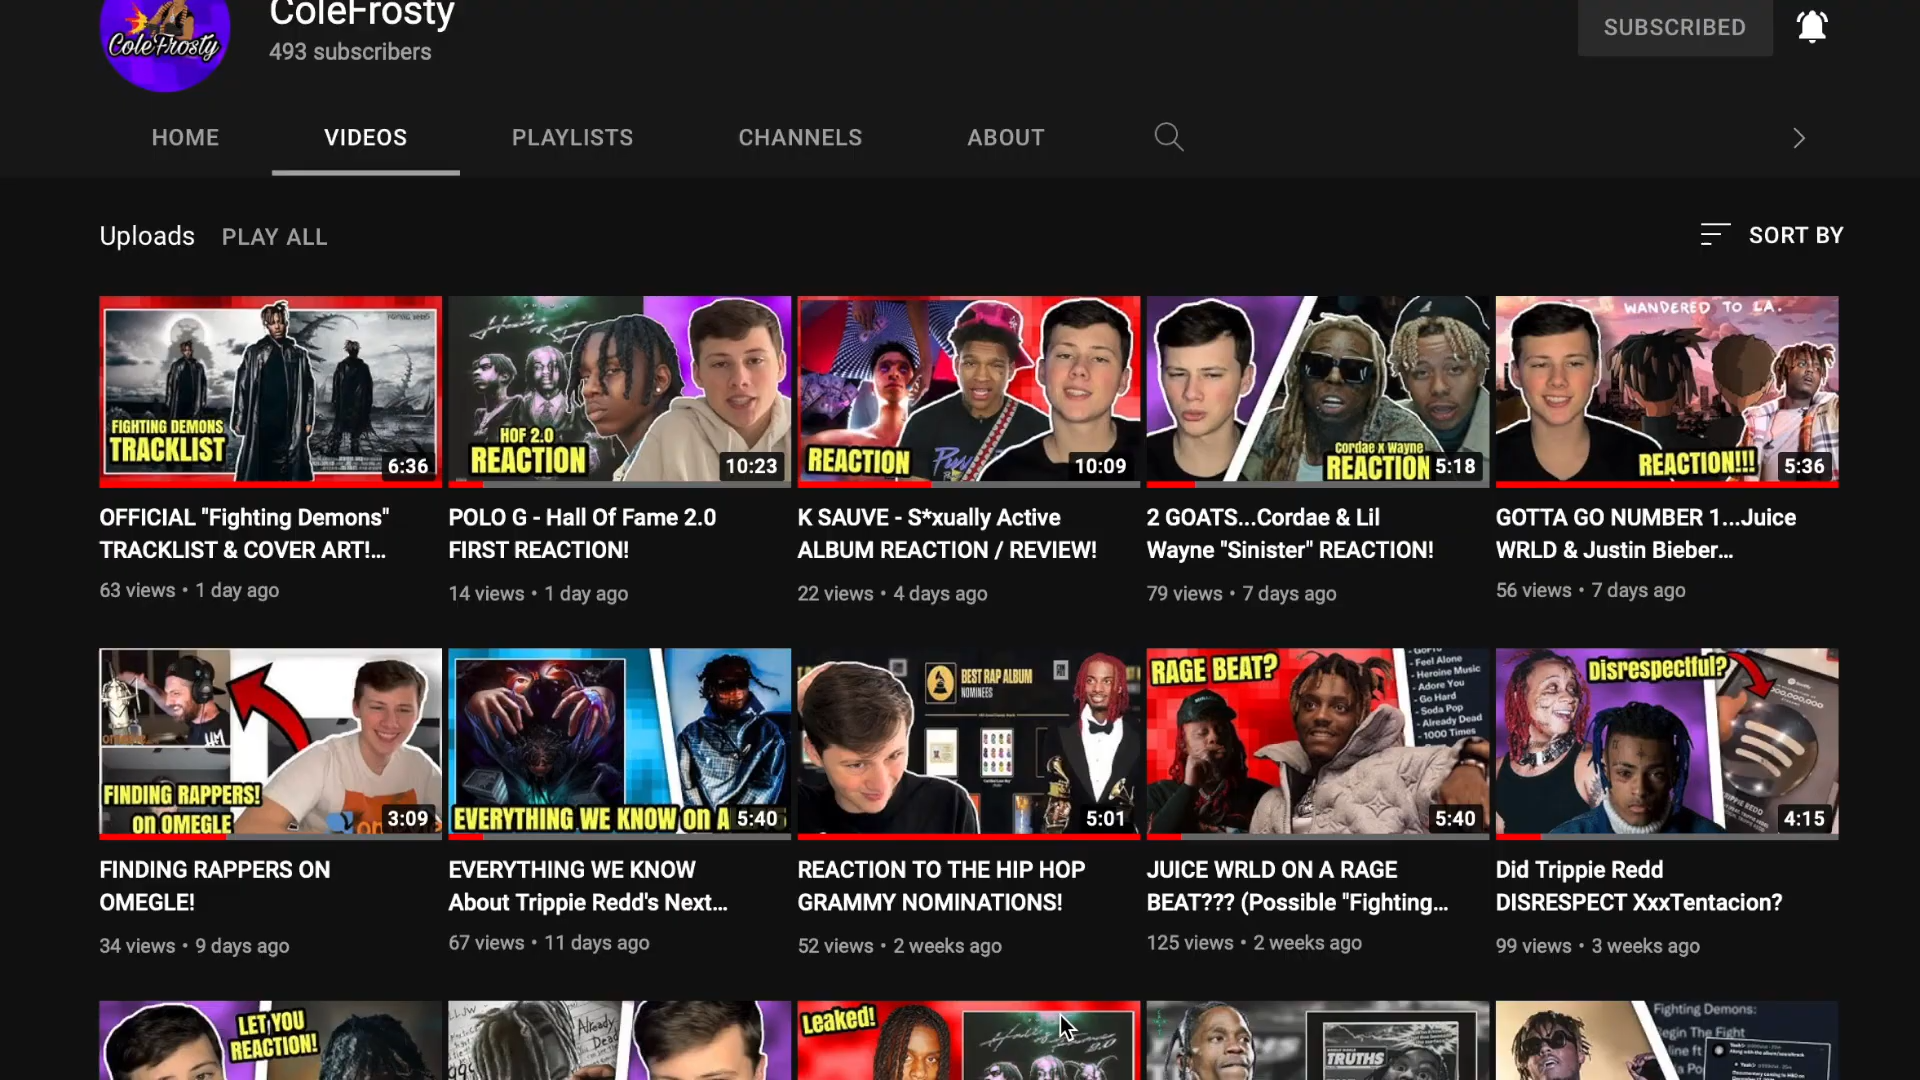 ColeFrosty
ColeFrosty
493 subscribers
SUBSCRIBED
HOME
VIDEOS
PLAYLISTS
CHANNELS
ABOUT
Uploads
PLAY ALL
SORT BY
FIGHTING DEMONS
TRACKLIST
6:36
HOF 2.0
REACTION
10:23
REACTION
10:09
Cordae x Wayne
REACTION
5:18
WANDERED TO LA.
REACTION!!!
5:36
OFFICIAL "Fighting Demons"
TRACKLIST & COVER ART!...
63 views • 1 day ago
POLO G - Hall Of Fame 2.0
FIRST REACTION!
14 views • 1 day ago
K SAUVE - S*xually Active
ALBUM REACTION / REVIEW!
22 views • 4 days ago
2 GOATS...Cordae & Lil
Wayne "Sinister" REACTION!
79 views • 7 days ago
GOTTA GO NUMBER 1...Juice
WRLD & Justin Bieber...
56 views • 7 days ago
FINDING RAPPERS!
on OMEGLE
3:09
EVERYTHING WE KNOW on A
5:40
BEST RAP ALBUM
NOMINEES
5:01
RAGE BEAT?
- Feel Alone
- Heroine Music
- Adore You
- Go Hard
- Soda Pop
- Already Dead
- 1000 Times
5:40
Disrespectful?
TRIPPIE REDD
4:15
FINDING RAPPERS ON
OMEGLE!
34 views • 9 days ago
EVERYTHING WE KNOW
About Trippie Redd's Next...
67 views • 11 days ago
REACTION TO THE HIP HOP
GRAMMY NOMINATIONS!
52 views • 2 weeks ago
JUICE WRLD ON A RAGE
BEAT??? (Possible "Fighting...
125 views • 2 weeks ago
Did Trippie Redd
DISRESPECT XxxTentacion?
99 views • 3 weeks ago
LET YOU
REACTION!
Already
Dead
999
Leaked!
2.0
TRUTHS
Fighting Demons:
Begin The Fight